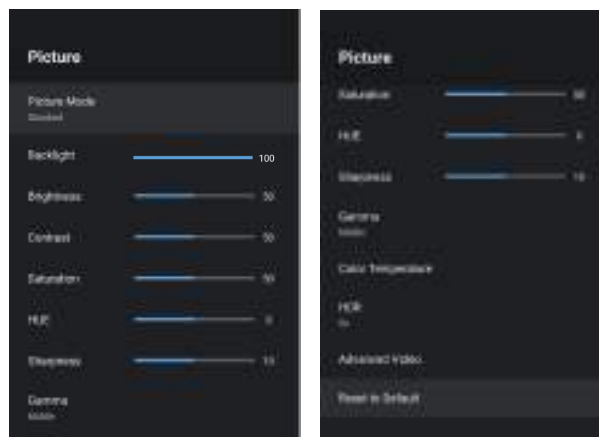 Picture
Picture Mode
Standard
Backlight
100
Brightness
50
Contrast
50
Saturation
50
HUE
0
Sharpness
10
Gamma
Middle
Picture
Saturation
50
HUE
0
Sharpness
10
Gamma
Middle
Color Temperature
HDR
Advanced Video
Reset to Default